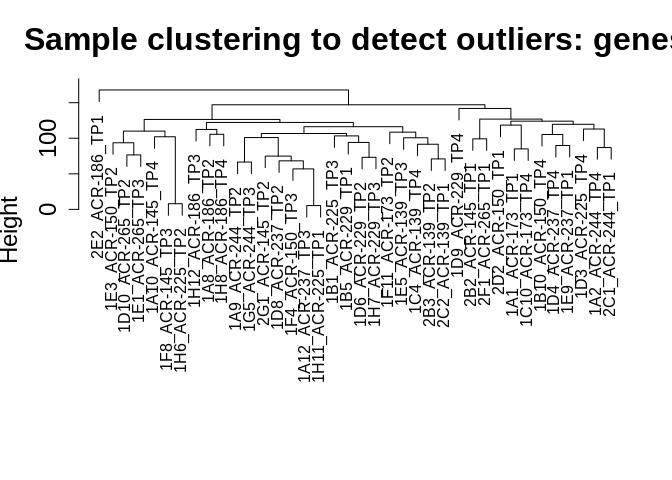 Sample clustering to detect outliers: genes
Height
0
100
2E2_ACR-186_TP1
1E3_ACR-150_TP2
1D10_ACR-265_TP2
1E1_ACR-265_TP3
1A10_ACR-145_TP4
1F8_ACR-145_TP3
1H6_ACR-225_TP2
1H12_ACR-186_TP3
1A8_ACR-186_TP2
1H8_ACR-186_TP4
1A9_ACR-244_TP2
1G5_ACR-244_TP3
2G1_ACR-145_TP2
1D8_ACR-237_TP2
1F4_ACR-150_TP3
1A12_ACR-237_TP3
1H11_ACR-225_TP1
1B1_ACR-225_TP3
1B5_ACR-229_TP1
1D6_ACR-229_TP2
1H7_ACR-229_TP3
1F11_ACR-173_TP2
1E5_ACR-139_TP3
1C4_ACR-139_TP4
2B3_ACR-139_TP2
2C2_ACR-139_TP1
1D9_ACR-229_TP4
2B2_ACR-145_TP1
2F1_ACR-265_TP1
2D2_ACR-150_TP1
1A1_ACR-173_TP1
1C10_ACR-173_TP4
1B10_ACR-150_TP4
1D4_ACR-237_TP4
1E9_ACR-237_TP1
1D3_ACR-225_TP4
1A2_ACR-244_TP4
2C1_ACR-244_TP1